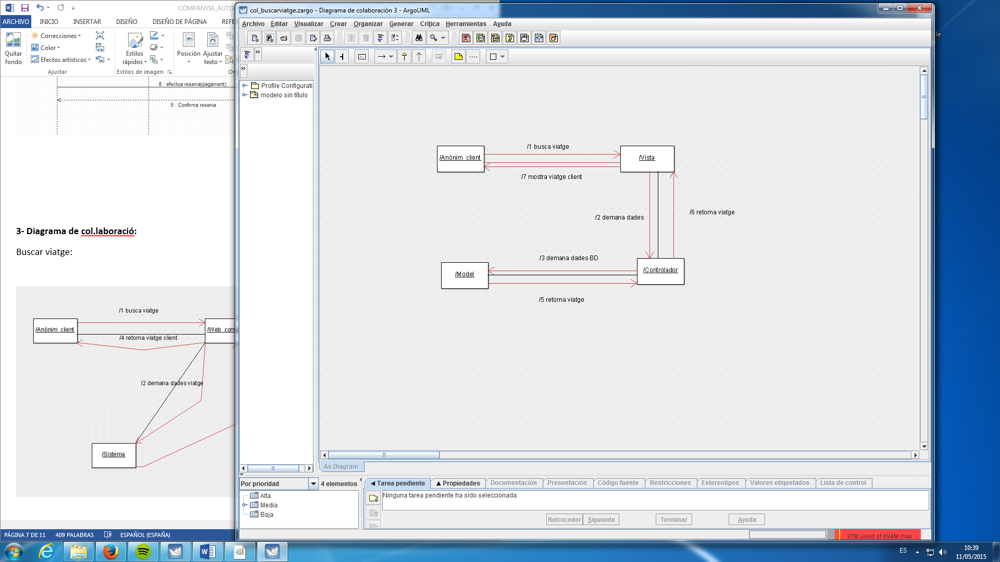 COMPANYIA_AUTO
ARCHIVO INICIO INSERTAR DISEÑO DISEÑO DE PÁGINA REFE
Correcciones
Color
Efectos artísticos
Quitar fondo
Estilos rápidos
Posición
Ajustar texto
Ajustar
Estilos de imagen
Or
8 : efectua reserva(pagament)
9 : Confirma reserva
3- Diagrama de col.laboració:
Buscar viatge:
/1 busca viatge
/Anònim_client
/Web_com
/4 retorna viatge client
/2 demana dades viatge
/Sistema
PÁGINA 7 DE 11 409 PALABRAS ESPAÑOL (ESPAÑA)
col_buscarviatge.zargo - Diagrama de colaboración 3 - ArgoUML
Archivo Editar Visualizar Crear Organizar Generar Crítica Herramientas Ayuda
Profile Configurati
modelo sin título
/1 busca viatge
/Anònim_client
/Vista
/7 mostra viatge client
/2 demana dades
/6 retorna viatge
/3 demana dades BD
/Model
/Controlador
/5 retorna viatge
As Diagram
Por prioridad
4 elementos
Alta
Media
Baja
Tarea pendiente Propiedades Documentación Presentación Código fuente Restricciones Estereotipos Valores etiquetados Lista de control
Ninguna tarea pendiente ha sido seleccionada
Retroceder Siguiente Terminar Ayuda
37M used of 494M max
de
ES
10:39
11/05/2015